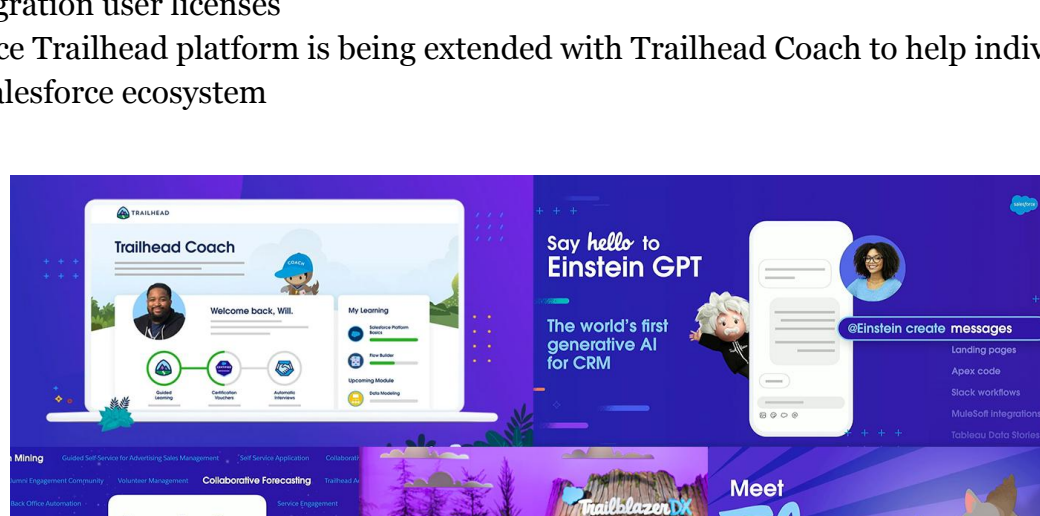 gration user licenses
ce Trailhead platform is being extended with Trailhead Coach to help indiv
alesforce ecosystem
TRAILHEAD
Trailhead Coach
COACH
Welcome back, Will.
My Learning
Salesforce Platform
Basics
Flow Builder
Upcoming Module
Data Modeling
Guided
Learning
Certification
Vouchers
Automatic
Interviews
salesforce
Say hello to
Einstein GPT
The world's first
generative AI
for CRM
@Einstein create messages
Landing pages
Apex code
Slack workflows
MuleSoft integrations
Tableau Data Stories
Mining
Guided Self-Service for Advertising Sales Management
Self Service Application
Collaborati
umni Engagement Community
Volunteer Management
Collaborative Forecasting
Trailhead A
Back Office Automation
Service Engagement
Trailblazer DX
Meet